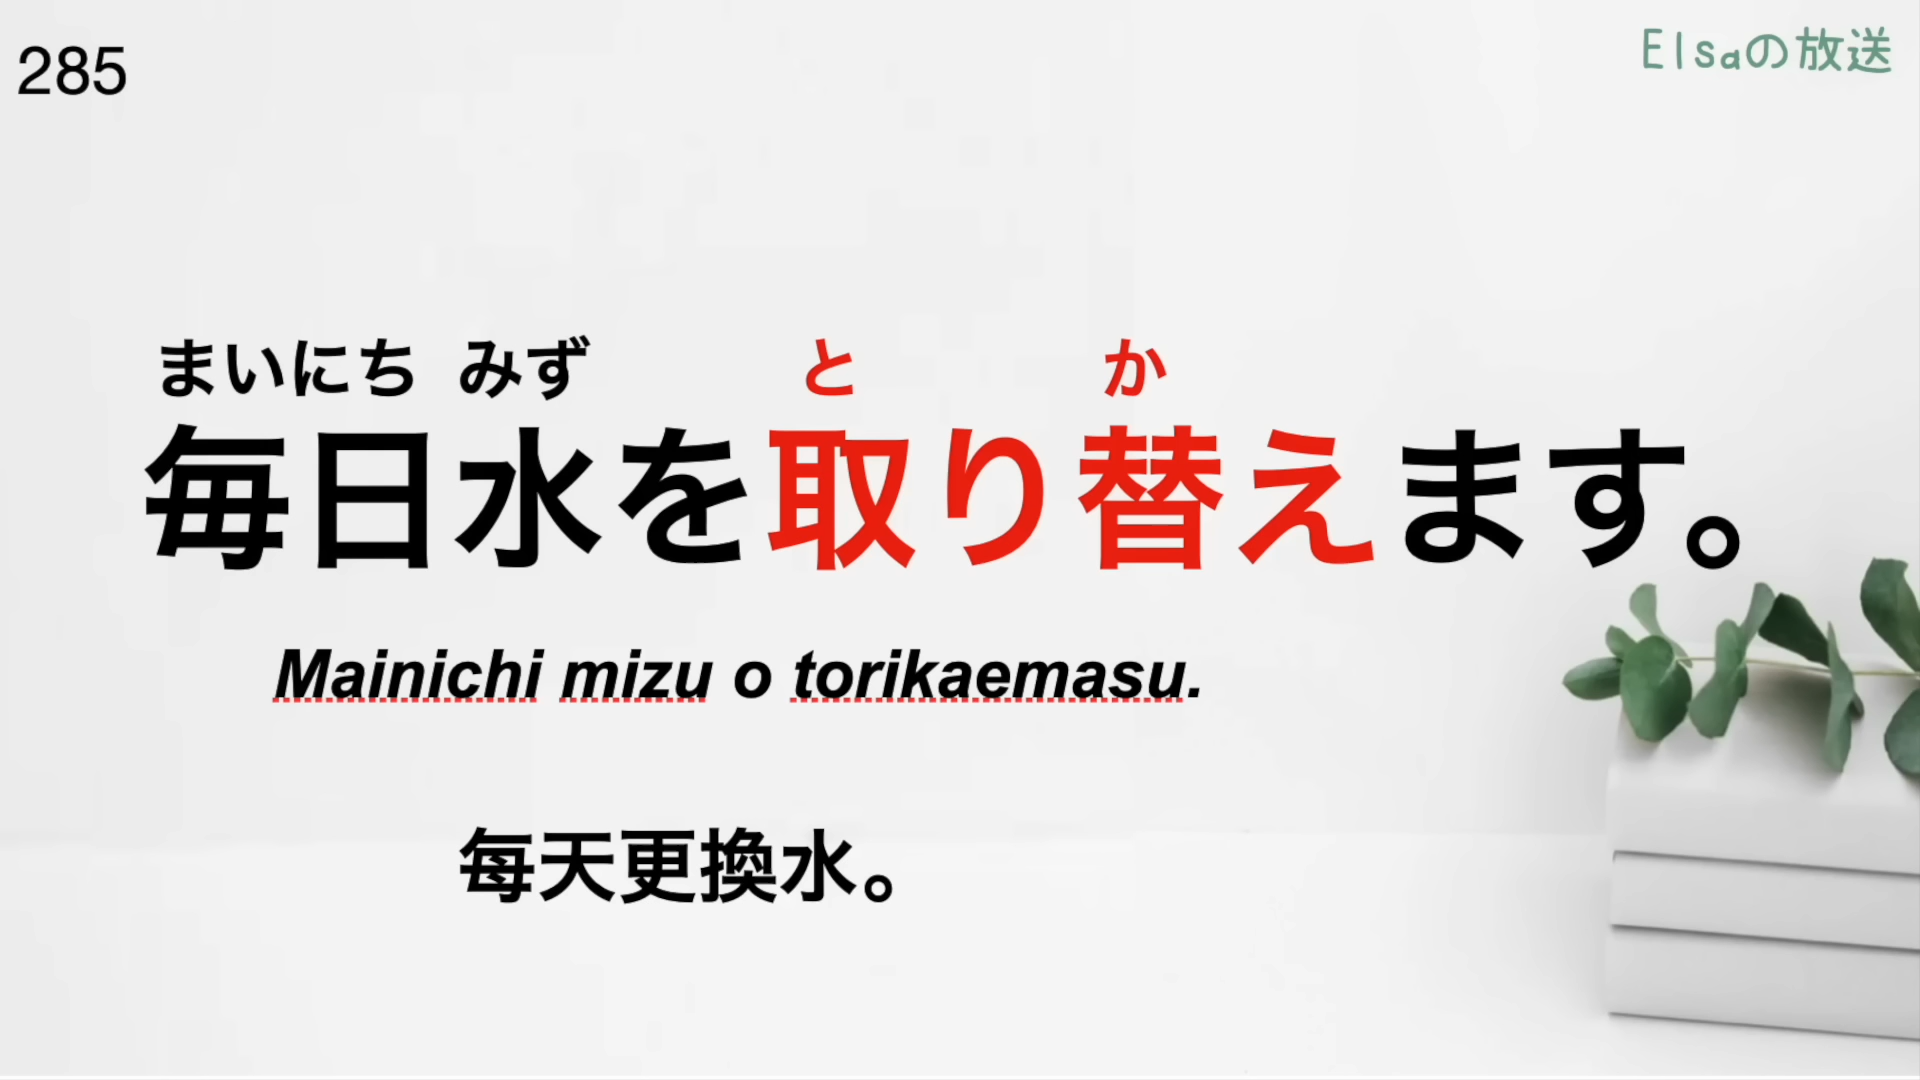 285
Elsaの放送
まいにち みず と か
毎日水を取り替えます。
Mainichi mizu o torikaemasu.
每天更換水。